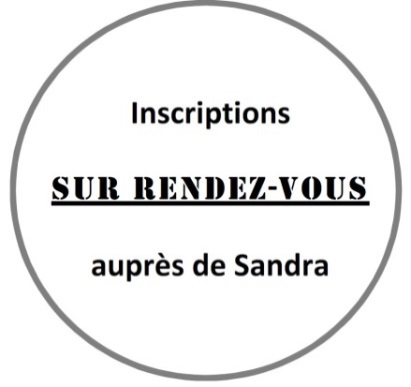 Inscriptions
SUR RENDEZ-VOUS
auprès de Sandra